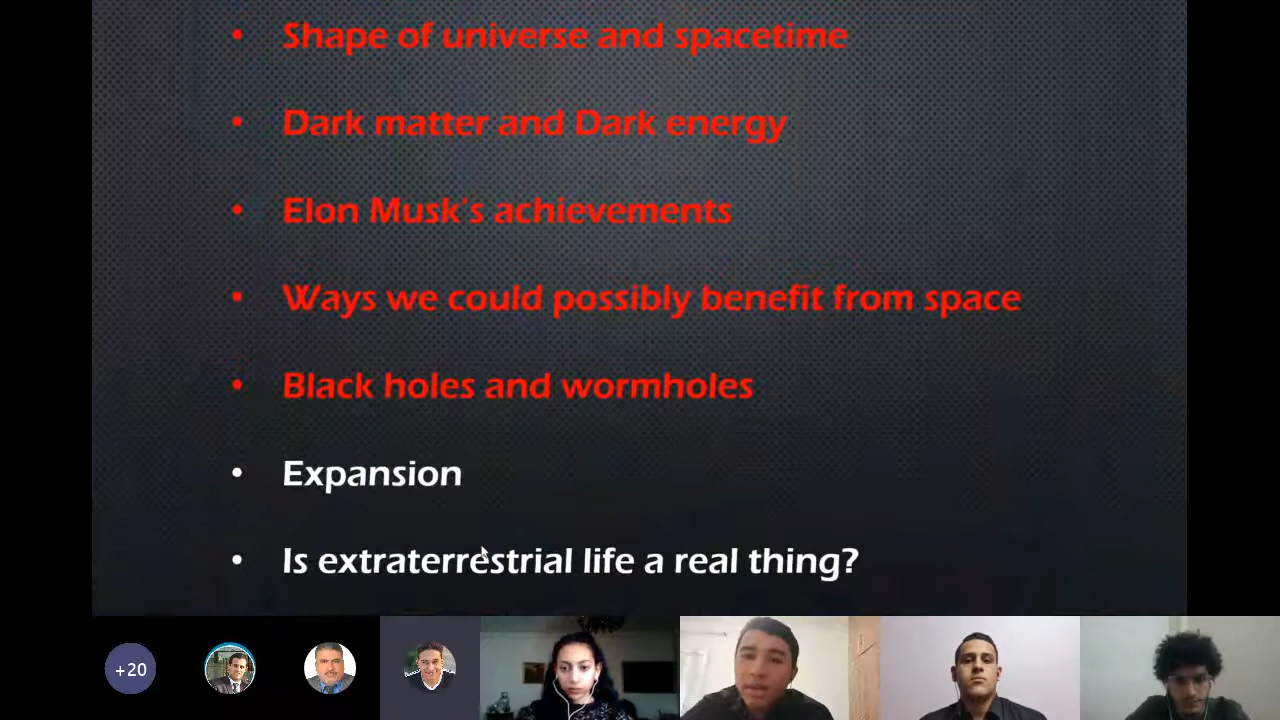 • Shape of universe and spacetime
• Dark matter and Dark energy
• Elon Musk's achievements
• Ways we could possibly benefit from space
• Black holes and wormholes
• Expansion
• Is extraterrestrial life a real thing?
+20